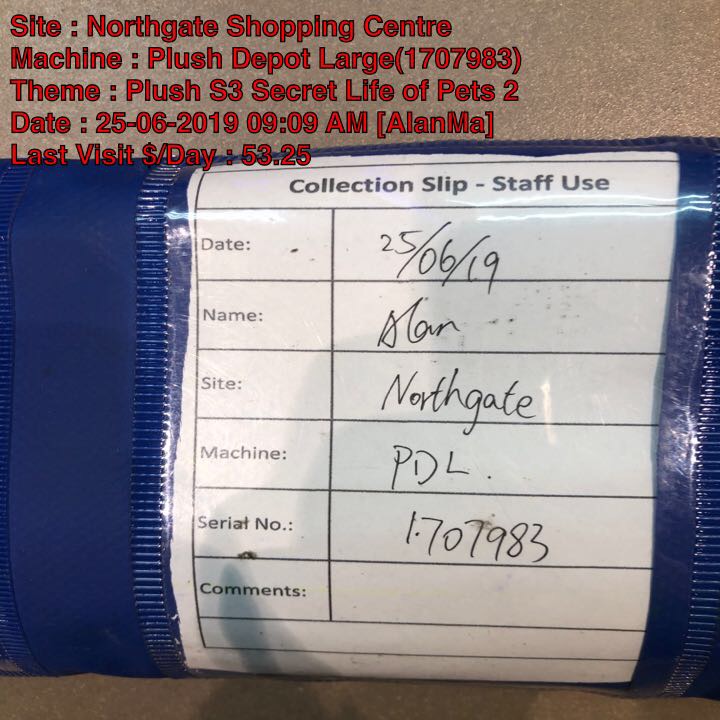 Site : Northgate Shopping Centre
Machine : Plush Depot Large(1707983)
Theme : Plush S3 Secret Life of Pets 2
Date : 25-06-2019 09:09 AM [AlanMa]
Last Visit $/Day : 53.25
Collection Slip - Staff Use
Date: 25/06/19
Name: Alan
Site: Northgate
Machine: PDL.
Serial No.: 1707983
Comments: